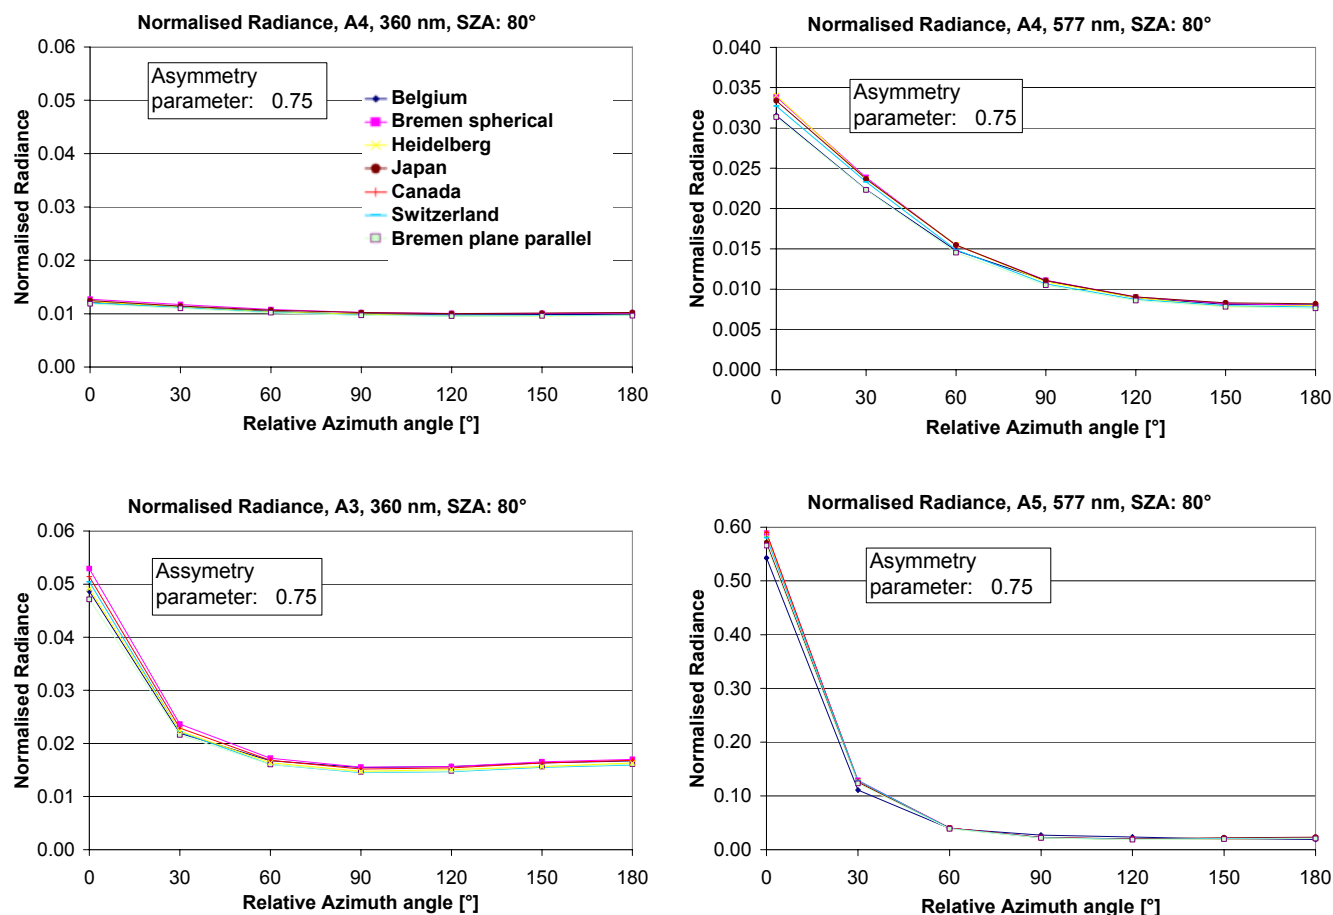 Normalised Radiance, A4, 360 nm, SZA: 80°
0.06
0.05
0.04
0.03
0.02
0.01
0.00
Normalised Radiance
Asymmetry
parameter: 0.75
Belgium
Bremen spherical
Heidelberg
Japan
Canada
Switzerland
Bremen plane parallel
0 30 60 90 120 150 180
Relative Azimuth angle [°]
Normalised Radiance, A4, 577 nm, SZA: 80°
0.040
0.035
0.030
0.025
0.020
0.015
0.010
0.005
0.000
Normalised Radiance
Asymmetry
parameter: 0.75
0 30 60 90 120 150 180
Relative Azimuth angle [°]
Normalised Radiance, A3, 360 nm, SZA: 80°
0.06
0.05
0.04
0.03
0.02
0.01
0.00
Normalised Radiance
Assymetry
parameter: 0.75
0 30 60 90 120 150 180
Relative Azimuth angle [°]
Normalised Radiance, A5, 577 nm, SZA: 80°
0.60
0.50
0.40
0.30
0.20
0.10
0.00
Normalised Radiance
Asymmetry
parameter: 0.75
0 30 60 90 120 150 180
Relative Azimuth angle [°]